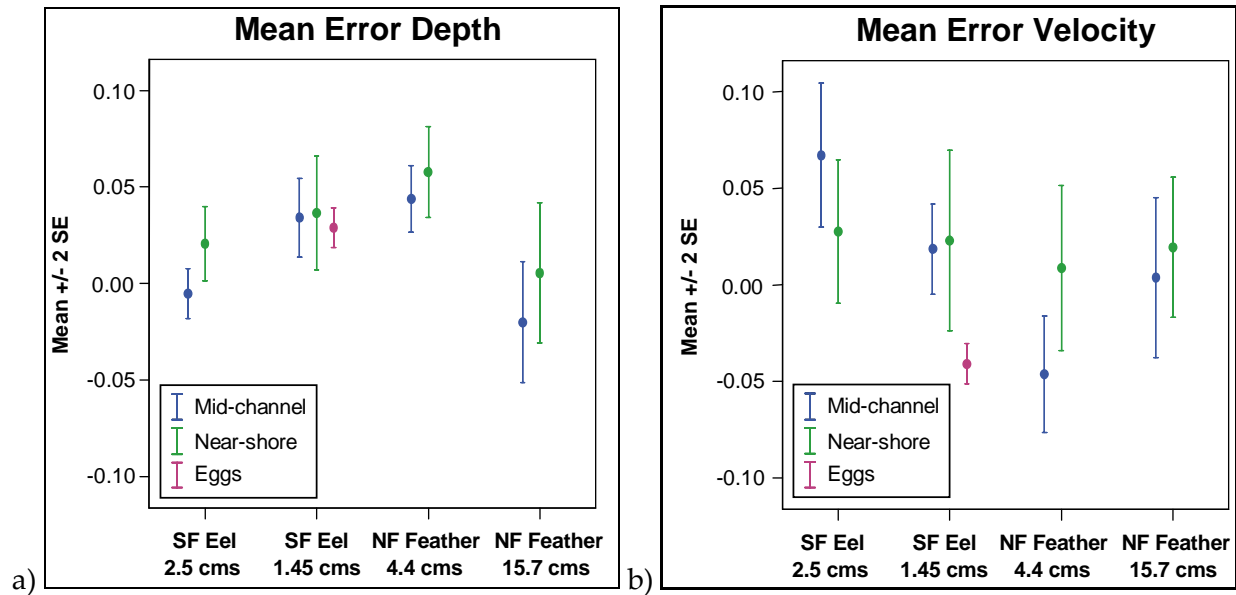 Mean Error Depth
Mean +/- 2 SE
0.10
0.05
0.00
-0.05
-0.10
Mid-channel
Near-shore
Eggs
SF Eel SF Eel NF Feather NF Feather
2.5 cms 1.45 cms 4.4 cms 15.7 cms
a)
Mean Error Velocity
Mean +/- 2 SE
0.10
0.05
0.00
-0.05
-0.10
Mid-channel
Near-shore
Eggs
SF Eel SF Eel NF Feather NF Feather
2.5 cms 1.45 cms 4.4 cms 15.7 cms
b)